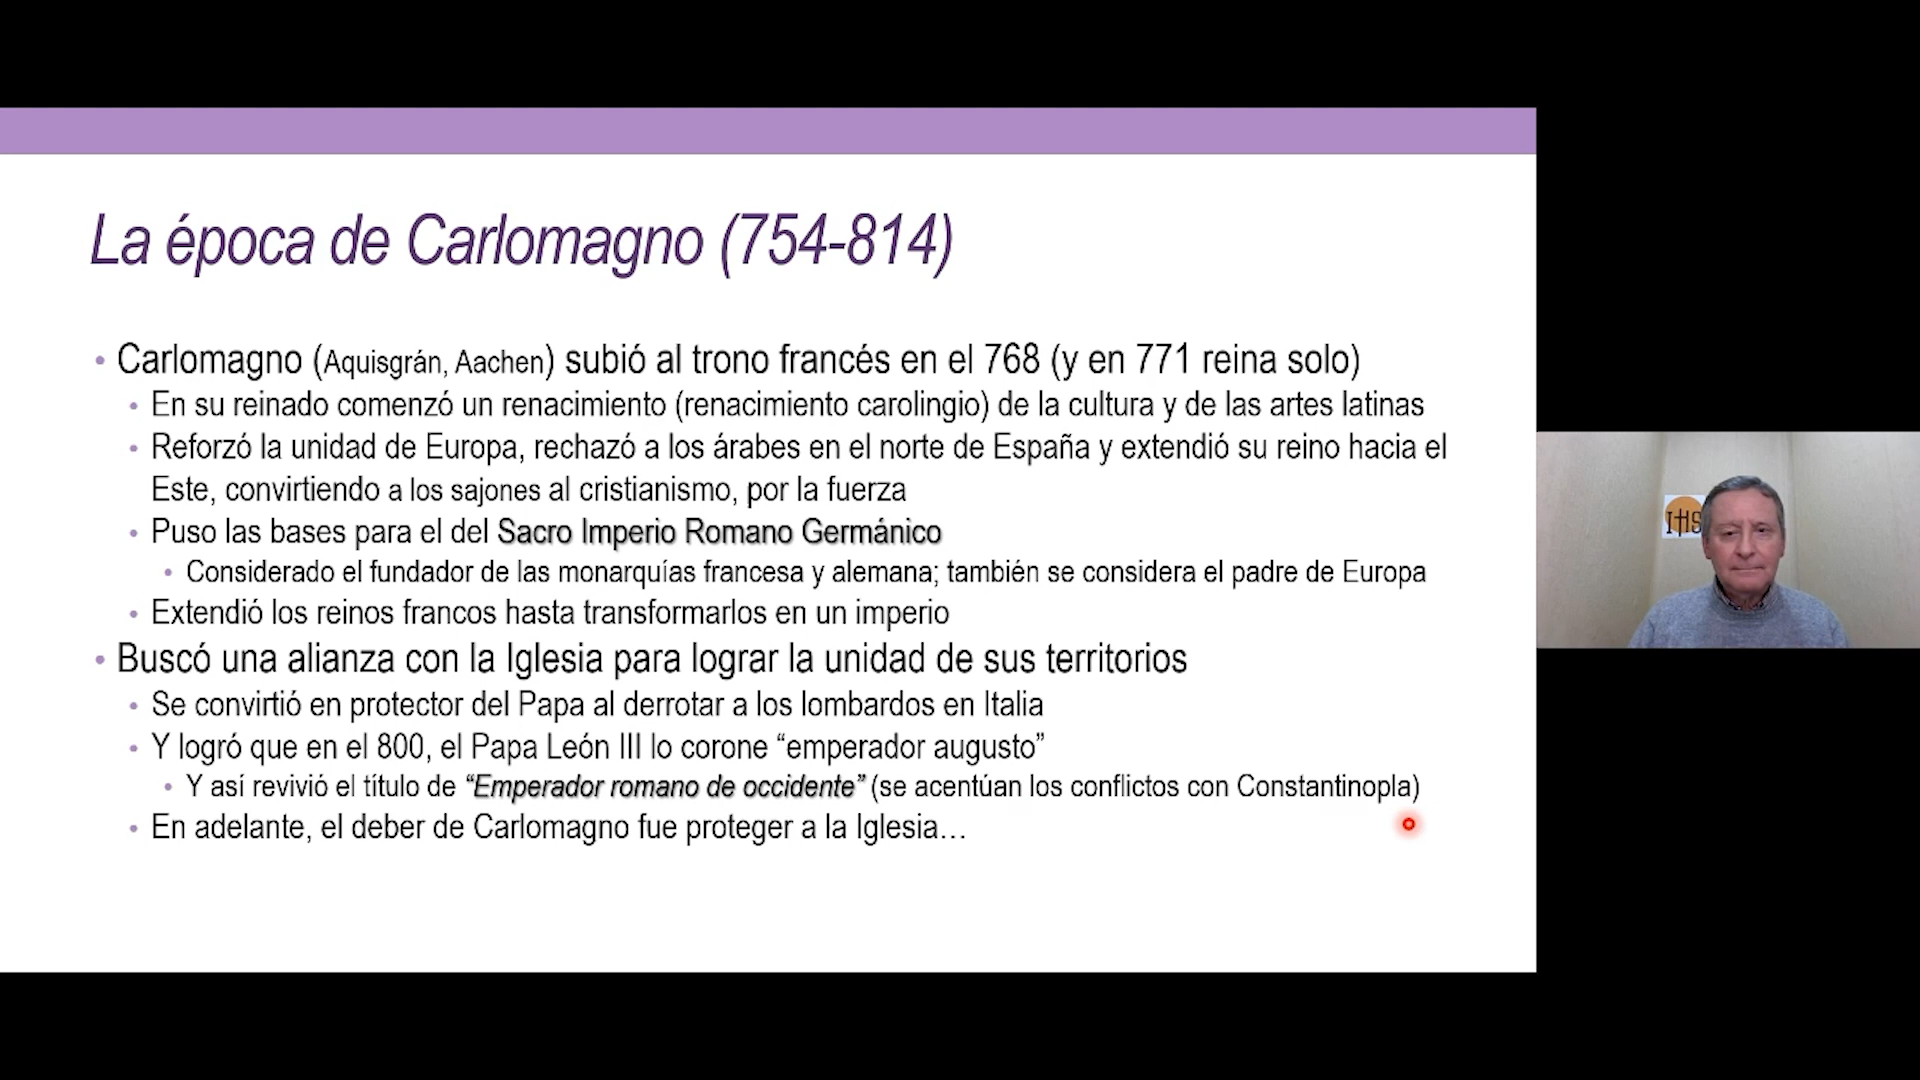 La época de Carlomagno (754-814)
• Carlomagno (Aquisgrán, Aachen) subió al trono francés en el 768 (y en 771 reina solo)
• En su reinado comenzó un renacimiento (renacimiento carolingio) de la cultura y de las artes latinas
• Reforzó la unidad de Europa, rechazó a los árabes en el norte de España y extendió su reino hacia el
Este, convirtiendo a los sajones al cristianismo, por la fuerza
• Puso las bases para el del Sacro Imperio Romano Germánico
• Considerado el fundador de las monarquías francesa y alemana; también se considera el padre de Europa
• Extendió los reinos francos hasta transformarlos en un imperio
• Buscó una alianza con la Iglesia para lograr la unidad de sus territorios
• Se convirtió en protector del Papa al derrotar a los lombardos en Italia
• Y logró que en el 800, el Papa León III lo corone “emperador augusto”
• Y así revivió el título de “Emperador romano de occidente” (se acentúan los conflictos con Constantinopla)
• En adelante, el deber de Carlomagno fue proteger a la Iglesia…
IHS